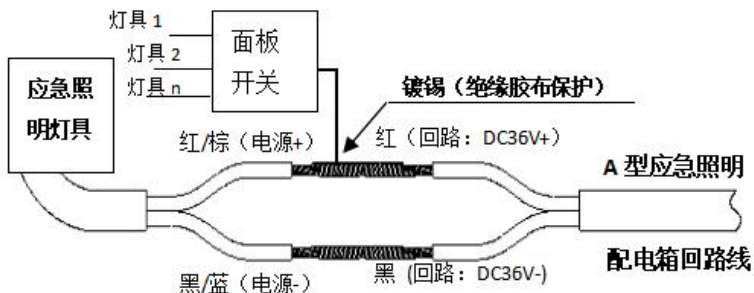 灯具 1
灯具 2
灯具 n
面板
开关
应急照
明灯具
镀锡（绝缘胶布保护）
红/棕（电源+）
红（回路：DC36V+）
A 型应急照明
配电箱回路线
黑/蓝（电源-）
黑 (回路：DC36V-)